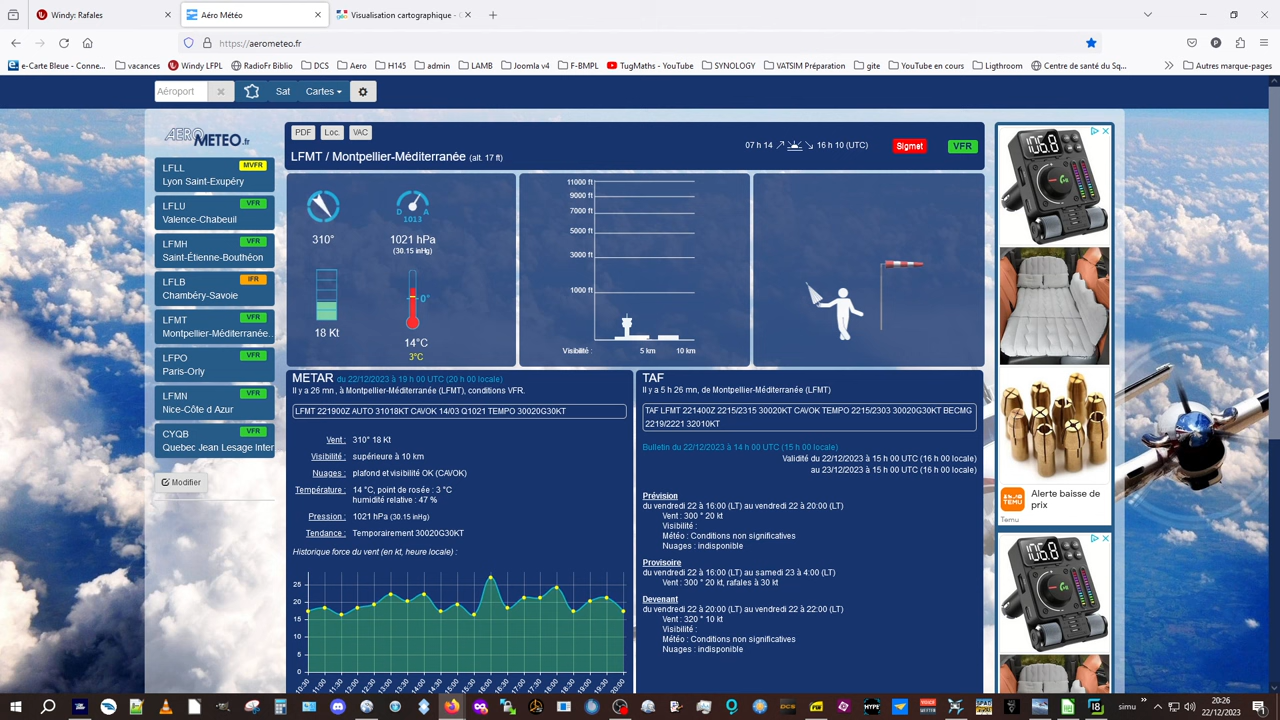 Windy: Rafales
Aéro Météo
Visualisation cartographique - 
https://aerometeo.fr
e-Carte Bleue - Conne...
vacances
Windy LFPL
RadioFr Biblio
DCS
Aero
H145
admin
LAMB
Joomla v4
F-BMPL
TugMaths - YouTube
SYNOLOGY
VATSIM Préparation
gite
YouTube en cours
Ligthroom
Centre de santé du Sq...
Autres marque-pages
Aéroport
Sat
Cartes
AERO METEO.fr
LFLL MVFR
Lyon Saint-Exupéry
LFLU VFR
Valence-Chabeuil
LFMH VFR
Saint-Étienne-Bouthéon
LFLB IFR
Chambéry-Savoie
LFMT VFR
Montpellier-Méditerranée...
LFPO VFR
Paris-Orly
LFMN VFR
Nice-Côte d Azur
CYQB VFR
Quebec Jean Lesage Inter
Modifier
PDF Loc. VAC
LFMT / Montpellier-Méditerranée (alt. 17 ft)
07 h 14 16 h 10 (UTC)
Sigmet
VFR
D A
1013
310°
1021 hPa
(30.15 inHg)
0°
18 Kt
14°C
3°C
11000 ft
9000 ft
7000 ft
5000 ft
3000 ft
1000 ft
Visibilité : 5 km 10 km
METAR du 22/12/2023 à 19 h 00 UTC (20 h 00 locale)
Il y a 26 mn , à Montpellier-Méditerranée (LFMT), conditions VFR.
LFMT 221900Z AUTO 31018KT CAVOK 14/03 Q1021 TEMPO 30020G30KT
Vent : 310° 18 Kt
Visibilité : supérieure à 10 km
Nuages : plafond et visibilité OK (CAVOK)
Température : 14 °C, point de rosée : 3 °C
humidité relative : 47 %
Pression : 1021 hPa (30.15 inHg)
Tendance : Temporairement 30020G30KT
Historique force du vent (en kt, heure locale) :
25
20
15
10
5
0
TAF
Il y a 5 h 26 mn, de Montpellier-Méditerranée (LFMT)
TAF LFMT 221400Z 2215/2315 30020KT CAVOK TEMPO 2215/2303 30020G30KT BECMG
2219/2221 32010KT
Bulletin du 22/12/2023 à 14 h 00 UTC (15 h 00 locale)
Validité du 22/12/2023 à 15 h 00 UTC (16 h 00 locale)
au 23/12/2023 à 15 h 00 UTC (16 h 00 locale)
Prévision
du vendredi 22 à 16:00 (LT) au vendredi 22 à 20:00 (LT)
Vent : 300 ° 20 kt
Visibilité :
Météo : Conditions non significatives
Nuages : indisponible
Provisoire
du vendredi 22 à 16:00 (LT) au samedi 23 à 4:00 (LT)
Vent : 300 ° 20 kt, rafales à 30 kt
Devenant
du vendredi 22 à 20:00 (LT) au vendredi 22 à 22:00 (LT)
Vent : 320 ° 10 kt
Visibilité :
Météo : Conditions non significatives
Nuages : indisponible
106.8
TEMU
Alerte baisse de
prix
Temu
106.8
simu
20:26
22/12/2023